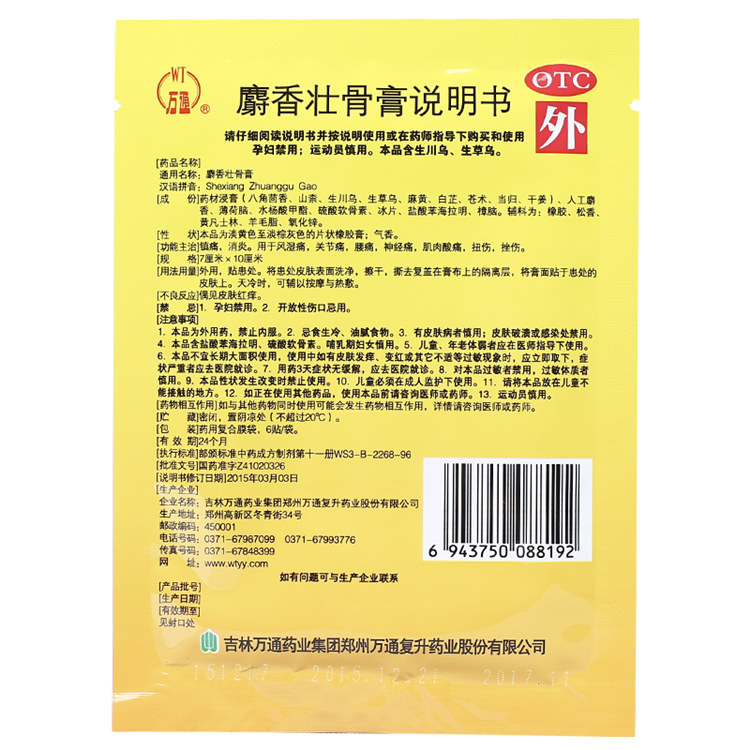 WT
万通
®
OTC
外
麝香壮骨膏说明书
请仔细阅读说明书并按说明使用或在药师指导下购买和使用
孕妇禁用；运动员慎用。本品含生川乌、生草乌。
[药品名称]
通用名称：麝香壮骨膏
汉语拼音：Shexiang Zhuanggu Gao
[成　份]药材浸膏（八角茴香、山柰、生川乌、生草乌、麻黄、白芷、苍术、当归、干姜）、人工麝
香、薄荷脑、水杨酸甲酯、硫酸软骨素、冰片、盐酸苯海拉明、樟脑。辅料为：橡胶、松香、
黄凡士林、羊毛脂、氧化锌。
[性　状]本品为淡黄色至淡棕灰色的片状橡胶膏；气香。
[功能主治]镇痛，消炎。用于风湿痛，关节痛，腰痛，神经痛，肌肉酸痛，扭伤，挫伤。
[规　格]7厘米×10厘米
[用法用量]外用，贴患处。将患处皮肤表面洗净，擦干，撕去复盖在膏布上的隔离层，将膏面贴于患处的
皮肤上。天冷时，可辅以按摩与热敷。
[不良反应]偶见皮肤红痒。
[禁　忌]1. 孕妇禁用。2. 开放性伤口忌用。
[注意事项]
1. 本品为外用药，禁止内服。2. 忌食生冷、油腻食物。3. 有皮肤病者慎用；皮肤破溃或感染处禁用。
4. 本品含盐酸苯海拉明、硫酸软骨素。哺乳期妇女慎用。5. 儿童、年老体弱者应在医师指导下使用。
6. 本品不宜长期大面积使用，使用中如有皮肤发痒、变红或其它不适等过敏现象时，应立即取下，症
状严重者应去医院就诊。7. 用药3天症状无缓解，应去医院就诊。8. 对本品过敏者禁用，过敏体质者
慎用。9. 本品性状发生改变时禁止使用。10. 儿童必须在成人监护下使用。11. 请将本品放在儿童不
能接触的地方。12. 如正在使用其他药品，使用本品前请咨询医师或药师。13. 运动员慎用。
[药物相互作用]如与其他药物同时使用可能会发生药物相互作用，详情请咨询医师或药师。
[贮　藏]密闭，置阴凉处（不超过20℃）。
[包　装]药用复合膜袋，6贴/袋。
[有 效 期]24个月
[执行标准]部颁标准中药成方制剂第十一册WS3-B-2268-96
[批准文号]国药准字Z41020326
[说明书修订日期]2015年03月03日
[生产企业]
企业名称：吉林万通药业集团郑州万通复升药业股份有限公司
生产地址：郑州高新区冬青街34号
邮政编码：450001
电话号码：0371-67987099　0371-67993776
传真号码：0371-67848399
网　址：www.wtyy.com
如有问题可与生产企业联系
6 943750 088192
[产品批号]
[生产日期]
[有效期至]
见封口处
吉林万通药业集团郑州万通复升药业股份有限公司
151217 2015.12.21 2017.11